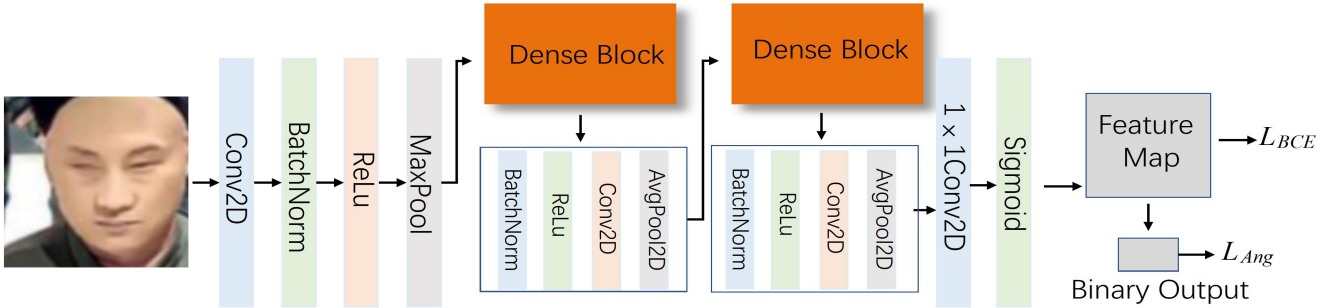 Conv2D
BatchNorm
ReLu
MaxPool
Dense Block
BatchNorm
ReLu
Conv2D
AvgPool2D
Dense Block
BatchNorm
ReLu
Conv2D
AvgPool2D
1 × 1Conv2D
Sigmoid
Feature
Map
L_BCE
L_Ang
Binary Output